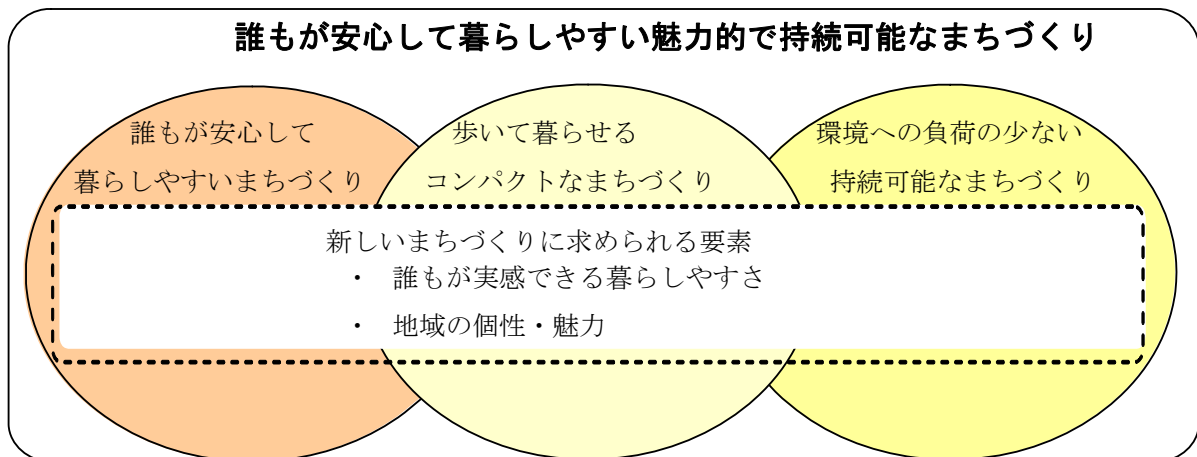 誰もが安心して暮らしやすい魅力的で持続可能なまちづくり
誰もが安心して
暮らしやすいまちづくり
歩いて暮らせる
コンパクトなまちづくり
環境への負荷の少ない
持続可能なまちづくり
新しいまちづくりに求められる要素
・ 誰もが実感できる暮らしやすさ
・ 地域の個性・魅力